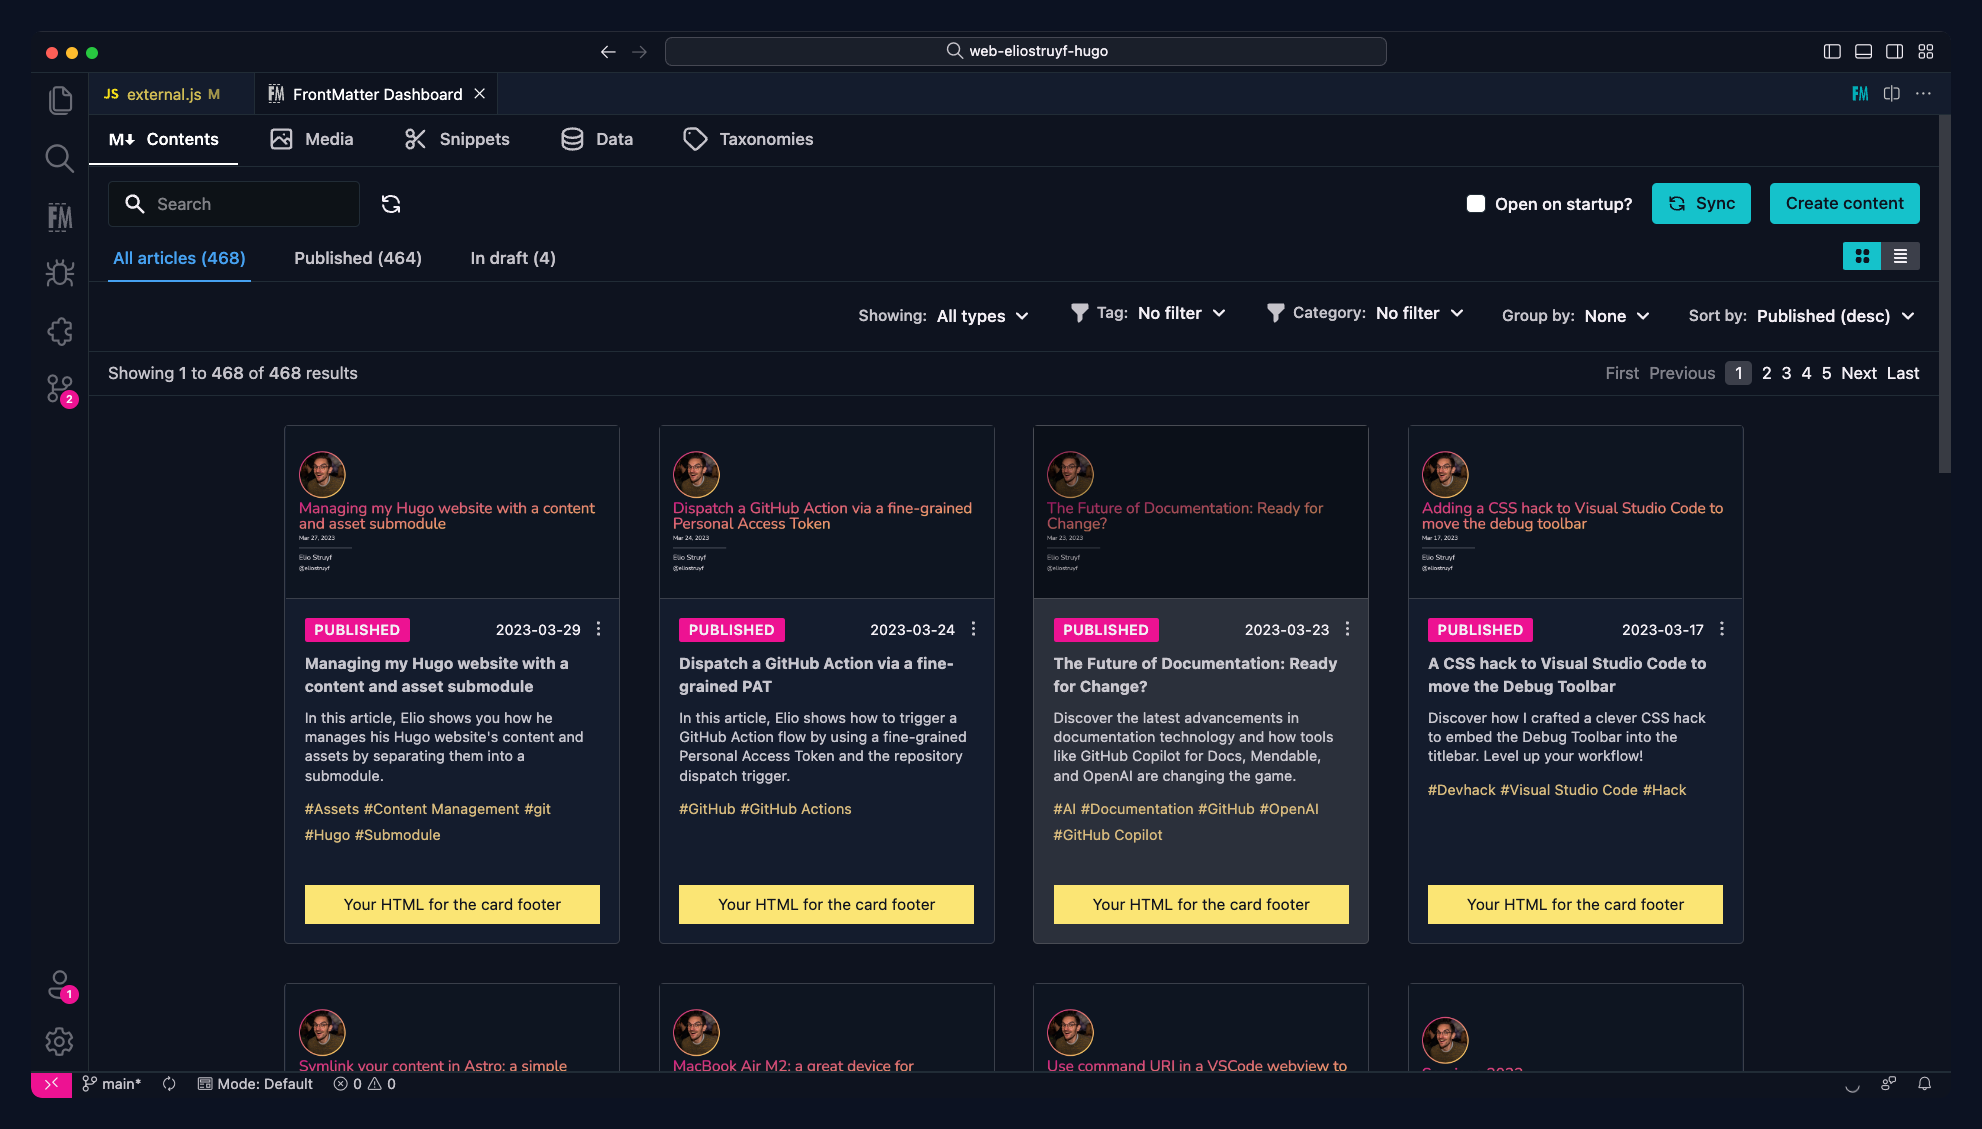 web-eliostruyf-hugo
JS external.js M
FM FrontMatter Dashboard
FM
M Contents
Media
Snippets
Data
Taxonomies
FM
Search
Open on startup?
Sync
Create content
All articles (468)
Published (464)
In draft (4)
Showing: All types
Tag: No filter
Category: No filter
Group by: None
Sort by: Published (desc)
Showing 1 to 468 of 468 results
First Previous 1 2 3 4 5 Next Last
2
Managing my Hugo website with a content
and asset submodule
Mar 27, 2023
Elio Struyf
@eliostruyf
PUBLISHED 2023-03-29
Managing my Hugo website with a
content and asset submodule
In this article, Elio shows you how he
manages his Hugo website's content and
assets by separating them into a
submodule.
#Assets #Content Management #git
#Hugo #Submodule
Your HTML for the card footer
Dispatch a GitHub Action via a fine-grained
Personal Access Token
Mar 24, 2023
Elio Struyf
@eliostruyf
PUBLISHED 2023-03-24
Dispatch a GitHub Action via a fine-
grained PAT
In this article, Elio shows how to trigger a
GitHub Action flow by using a fine-grained
Personal Access Token and the repository
dispatch trigger.
#GitHub #GitHub Actions
Your HTML for the card footer
The Future of Documentation: Ready for
Change?
Mar 23, 2023
Elio Struyf
@eliostruyf
PUBLISHED 2023-03-23
The Future of Documentation: Ready
for Change?
Discover the latest advancements in
documentation technology and how tools
like GitHub Copilot for Docs, Mendable,
and OpenAI are changing the game.
#AI #Documentation #GitHub #OpenAI
#GitHub Copilot
Your HTML for the card footer
Adding a CSS hack to Visual Studio Code to
move the debug toolbar
Mar 17, 2023
Elio Struyf
@eliostruyf
PUBLISHED 2023-03-17
A CSS hack to Visual Studio Code to
move the Debug Toolbar
Discover how I crafted a clever CSS hack
to embed the Debug Toolbar into the
titlebar. Level up your workflow!
#Devhack #Visual Studio Code #Hack
Your HTML for the card footer
1
Symlink your content in Astro: a simple
MacBook Air M2: a great device for
Use command URI in a VSCode webview to
main*
Mode: Default
0 0